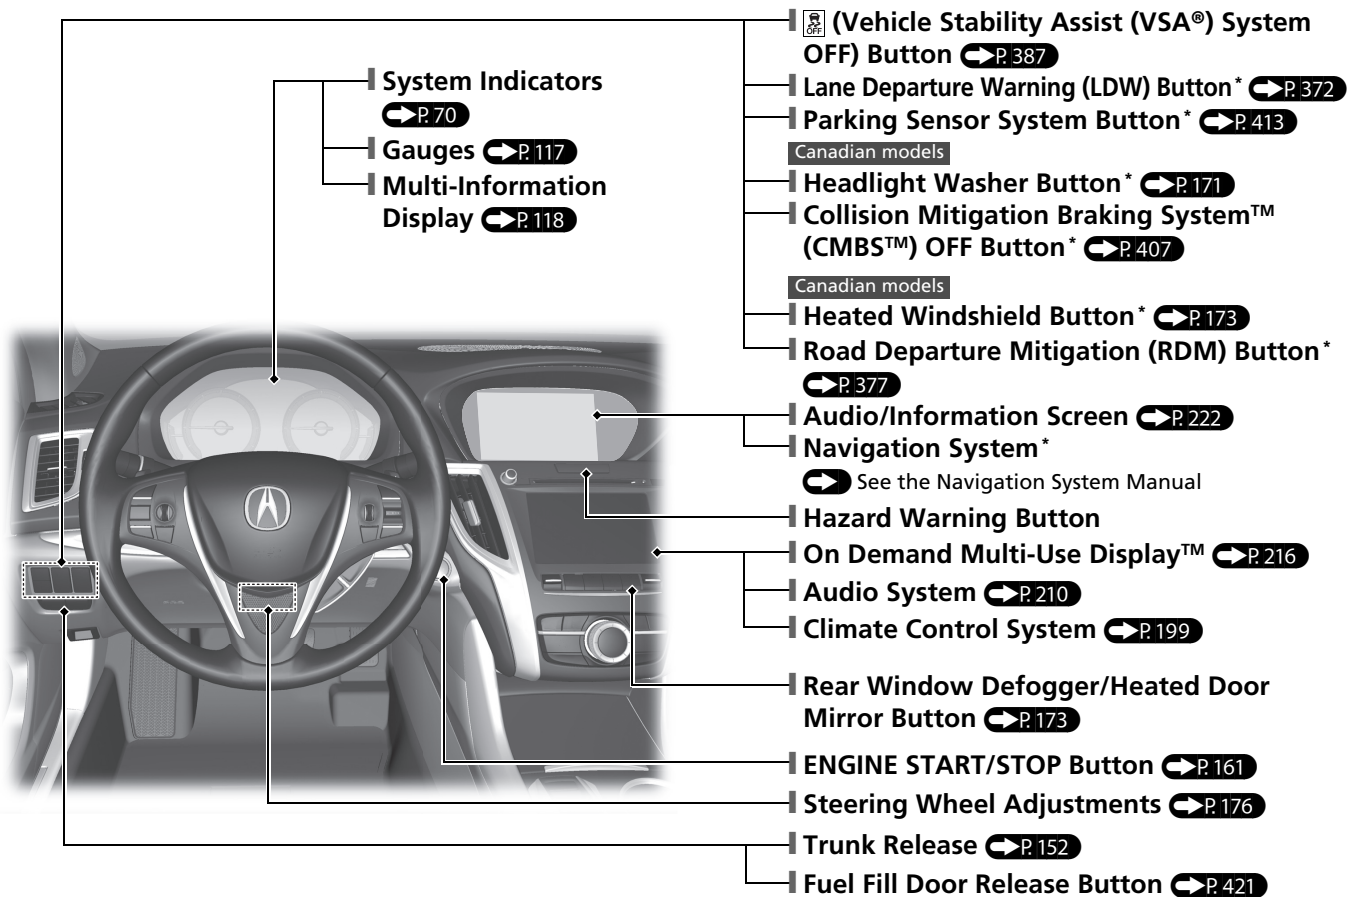 System Indicators
P. 70
Gauges P. 117
Multi-Information
Display P. 118
OFF (Vehicle Stability Assist (VSA®) System
OFF) Button P. 387
Lane Departure Warning (LDW) Button* P. 372
Parking Sensor System Button* P. 413
Canadian models
Headlight Washer Button* P. 171
Collision Mitigation Braking System™
(CMBS™) OFF Button* P. 407
Canadian models
Heated Windshield Button* P. 173
Road Departure Mitigation (RDM) Button*
P. 377
Audio/Information Screen P. 222
Navigation System*
See the Navigation System Manual
Hazard Warning Button
On Demand Multi-Use Display™ P. 216
Audio System P. 210
Climate Control System P. 199
Rear Window Defogger/Heated Door
Mirror Button P. 173
ENGINE START/STOP Button P. 161
Steering Wheel Adjustments P. 176
Trunk Release P. 152
Fuel Fill Door Release Button P. 421